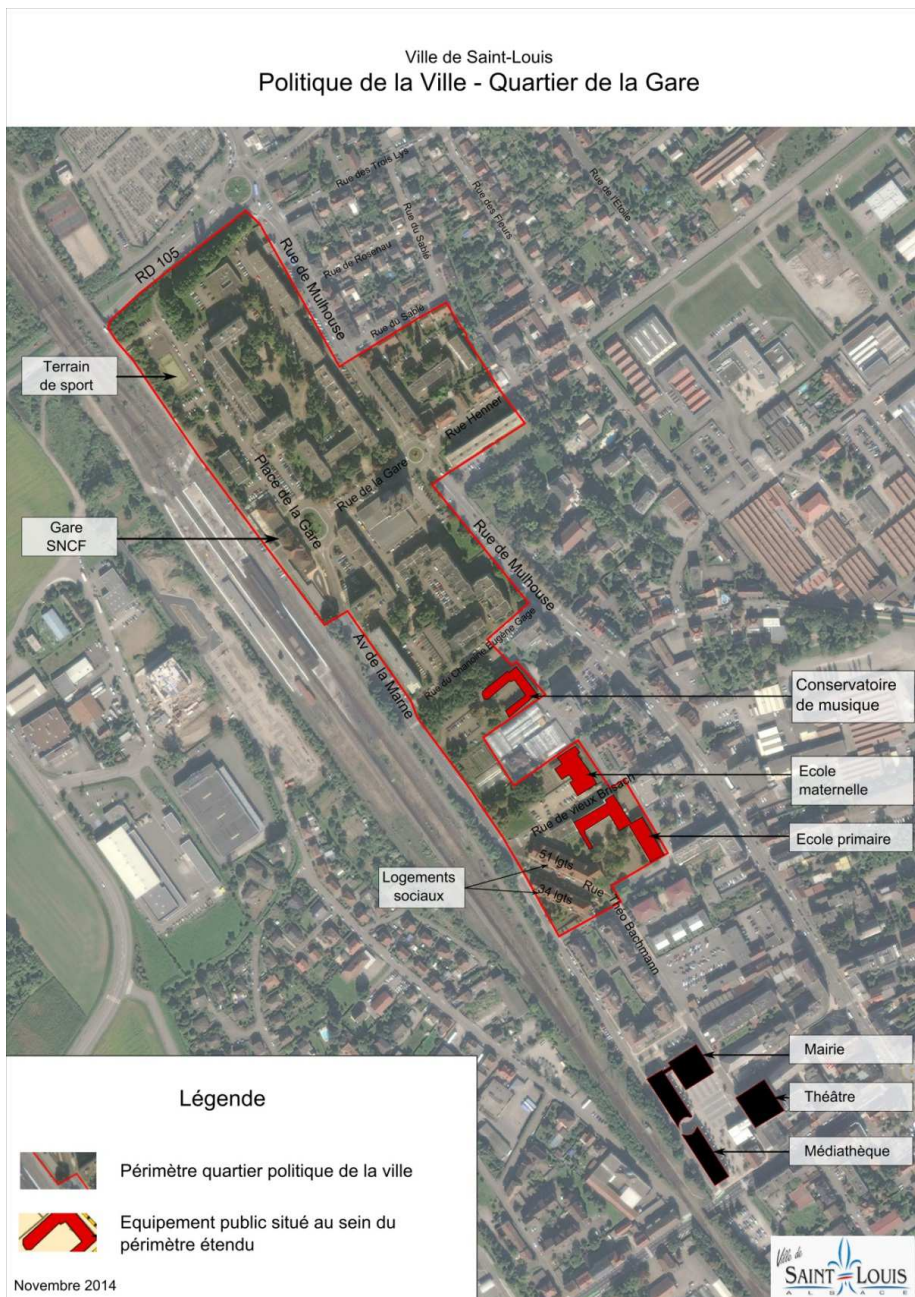 Ville de Saint-Louis
Politique de la Ville - Quartier de la Gare
Rue des Trois Lys
Rue des Fleurs
Rue de l'Etoile
Rue du Sablé
RD 105
Rue de Mulhouse
Rue de Rosenau
Rue du Sablé
Terrain
de sport
Rue Henner
Place de la Gare
Rue de la Gare
Gare
SNCF
Rue de Mulhouse
Av de la Marne
Rue du Chanoine Eugène Gage
Conservatoire
de musique
Ecole
maternelle
Rue de vieux Brisach
Ecole primaire
51 lgts
Logements
sociaux
34 lgts
Rue Théo Bachmann
Mairie
Théâtre
Médiathèque
Légende
Périmètre quartier politique de la ville
Equipement public situé au sein du
périmètre étendu
Novembre 2014
Ville de
SAINT LOUIS
ALSACE